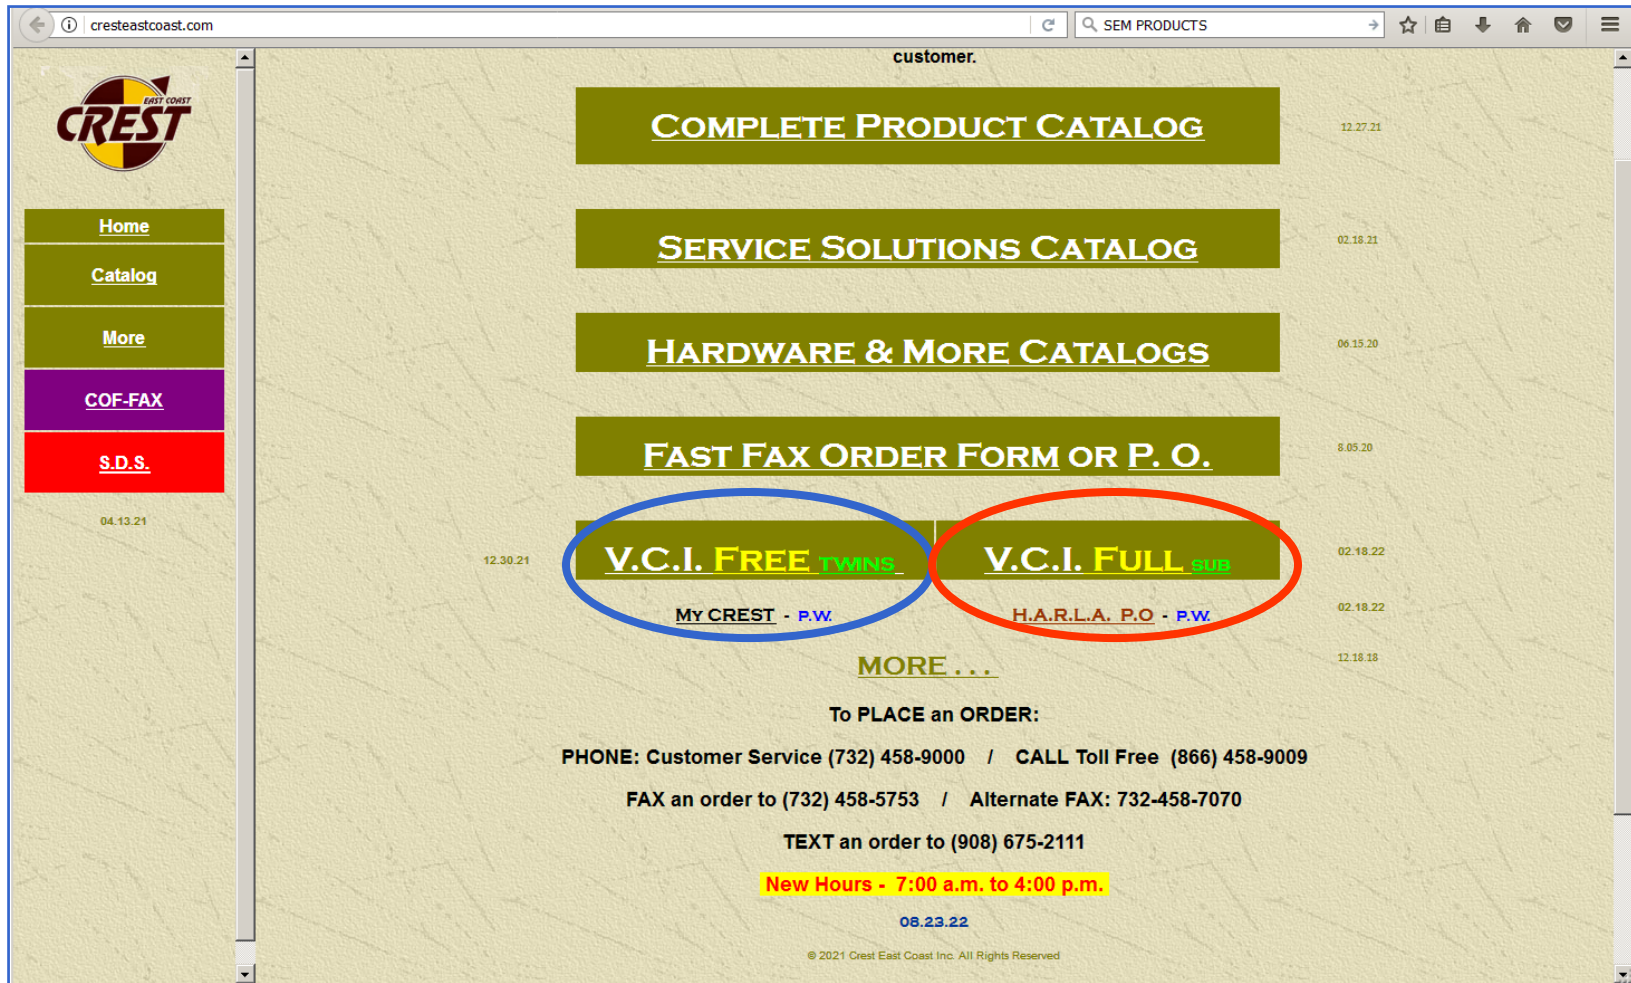 cresteastcoast.com
SEM PRODUCTS
EAST COAST
CREST
Home
Catalog
More
COF-FAX
S.D.S.
04.13.21
customer.
COMPLETE PRODUCT CATALOG
12.27.21
SERVICE SOLUTIONS CATALOG
02.18.21
HARDWARE & MORE CATALOGS
06.15.20
FAST FAX ORDER FORM OR P. O.
8.05.20
12.30.21
V.C.I. FREE TWINS
V.C.I. FULL SUB
02.18.22
MY CREST - P.W.
H.A.R.L.A. P.O - P.W.
02.18.22
MORE . . .
12.18.18
To PLACE an ORDER:
PHONE: Customer Service (732) 458-9000 / CALL Toll Free (866) 458-9009
FAX an order to (732) 458-5753 / Alternate FAX: 732-458-7070
TEXT an order to (908) 675-2111
New Hours - 7:00 a.m. to 4:00 p.m.
08.23.22
© 2021 Crest East Coast Inc. All Rights Reserved